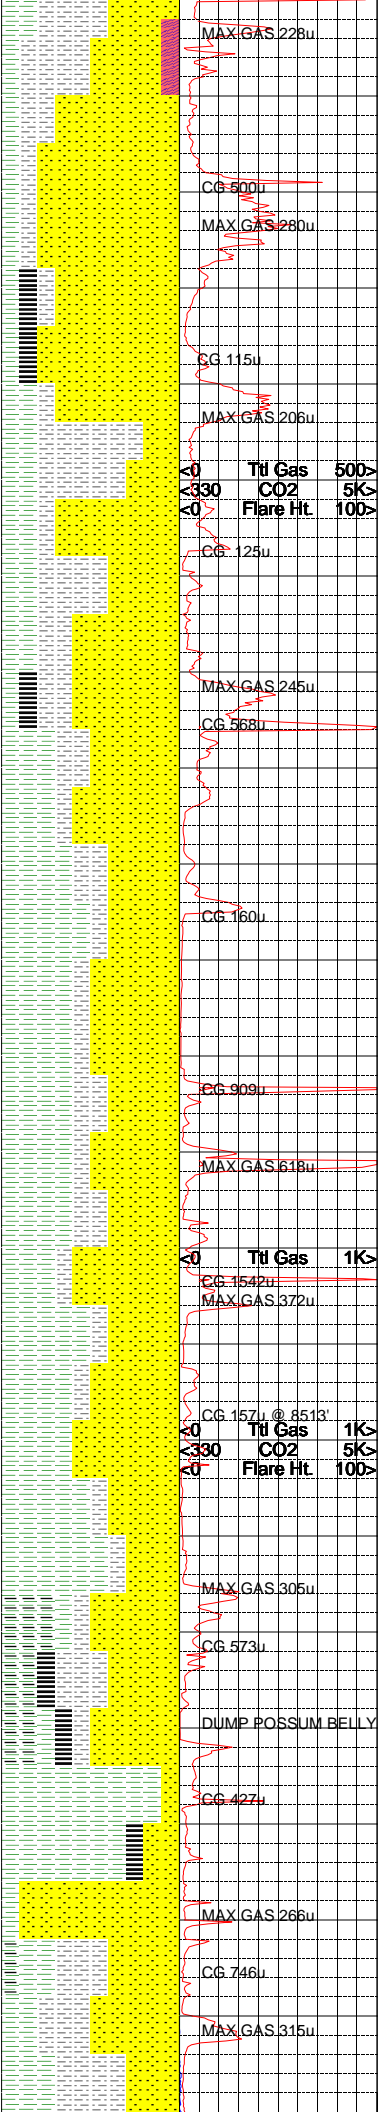 MAX GAS 228u
CG 500u
MAX GAS 280u
CG 115u
MAX GAS 206u
<0 Ttl Gas 500>
<330 CO2 5K>
<0 Flare Ht. 100>
CG 125u
MAX GAS 245u
CG 568u
CG 160u
CG 909u
MAX GAS 618u
<0 Ttl Gas 1K>
CG 1542u
MAX GAS 372u
CG 157u @ 8513'
<0 Ttl Gas 1K>
<330 CO2 5K>
<0 Flare Ht. 100>
MAX GAS 305u
CG 573u
DUMP POSSUM BELLY
CG 427u
MAX GAS 266u
CG 746u
MAX GAS 315u